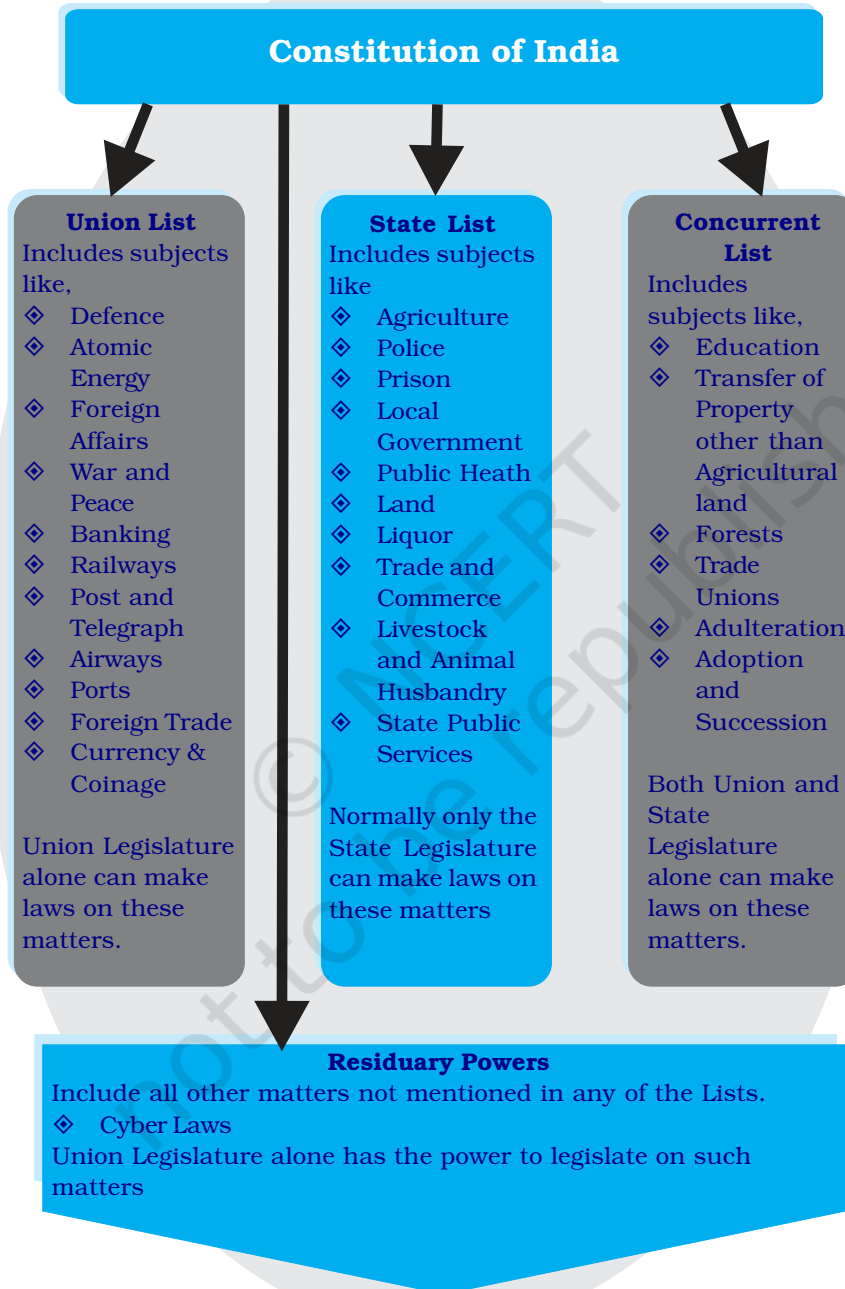 Constitution of India
Union List
Includes subjects
like,
Defence
Atomic
Energy
Foreign
Affairs
War and
Peace
Banking
Railways
Post and
Telegraph
Airways
Ports
Foreign Trade
Currency &
Coinage
Union Legislature
alone can make
laws on these
matters.
State List
Includes subjects
like
Agriculture
Police
Prison
Local
Government
Public Heath
Land
Liquor
Trade and
Commerce
Livestock
and Animal
Husbandry
State Public
Services
Normally only the
State Legislature
can make laws on
these matters
Concurrent
List
Includes
subjects like,
Education
Transfer of
Property
other than
Agricultural
land
Forests
Trade
Unions
Adulteration
Adoption
and
Succession
Both Union and
State
Legislature
alone can make
laws on these
matters.
Residuary Powers
Include all other matters not mentioned in any of the Lists.
Cyber Laws
Union Legislature alone has the power to legislate on such
matters
© NCERT
not to be republish